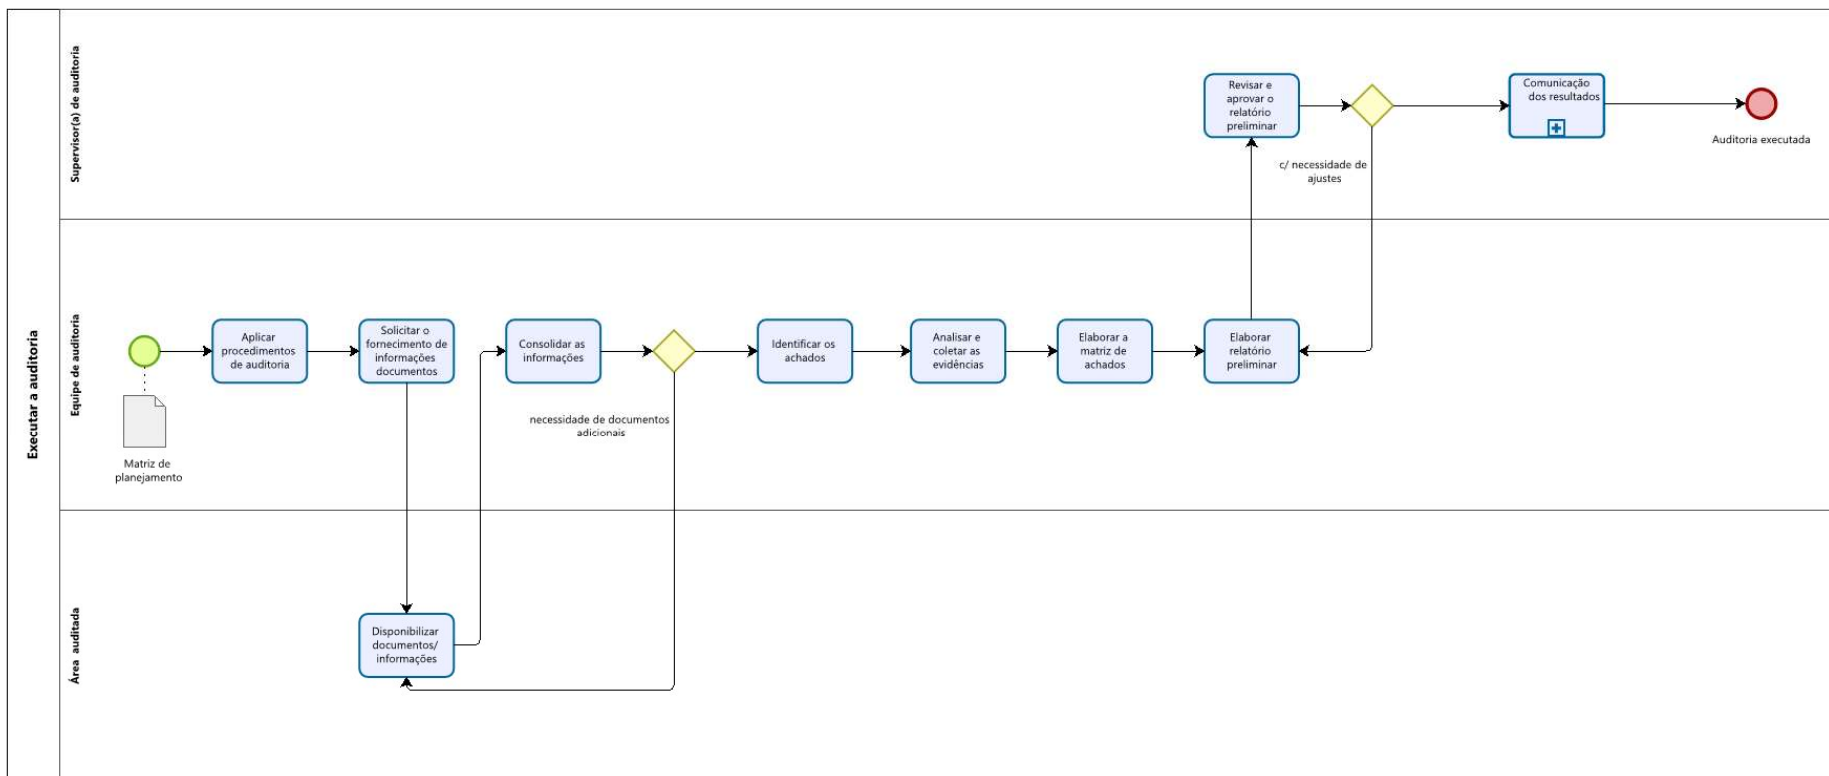 Executar a auditoria
Supervisor(a) de auditoria
Revisar e
aprovar o
relatório
preliminar
c/ necessidade de
ajustes
Comunicação
dos resultados
Auditoria executada
Equipe de auditoria
Matriz de
planejamento
Aplicar
procedimentos
de auditoria
Solicitar o
fornecimento de
informações
documentos
Consolidar as
informações
necessidade de documentos
adicionais
Identificar os
achados
Analisar e
coletar as
evidências
Elaborar a
matriz de
achados
Elaborar
relatório
preliminar
Área auditada
Disponibilizar
documentos/
informações